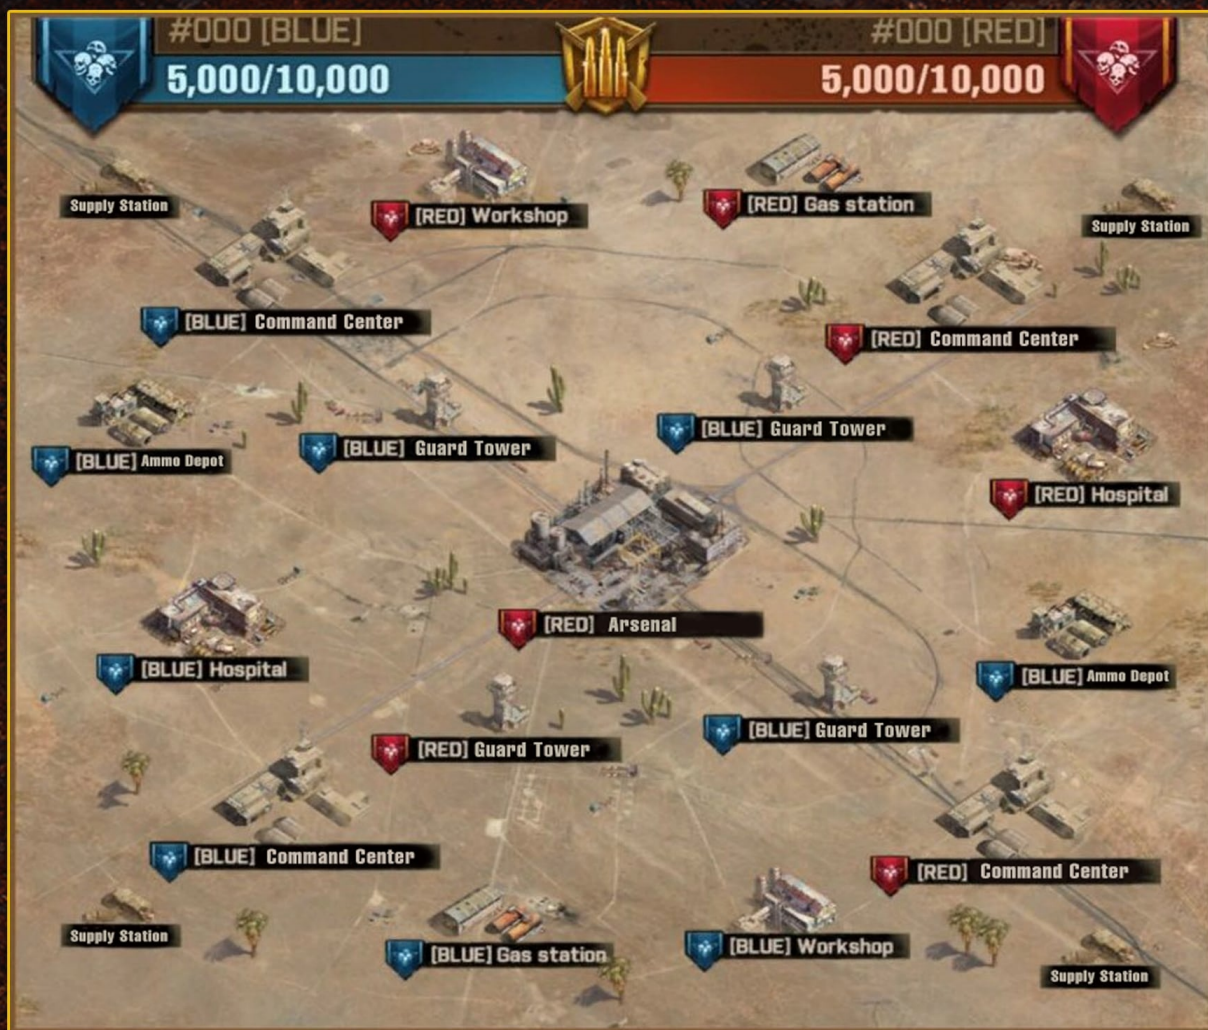 #000 [BLUE]
#000 [RED]
5,000/10,000
5,000/10,000
Supply Station
[RED] Workshop
[RED] Gas station
Supply Station
[BLUE] Command Center
[RED] Command Center
[BLUE] Ammo Depot
[BLUE] Guard Tower
[BLUE] Guard Tower
[RED] Hospital
[RED] Arsenal
[BLUE] Hospital
[BLUE] Ammo Depot
[RED] Guard Tower
[BLUE] Guard Tower
[BLUE] Command Center
[RED] Command Center
Supply Station
[BLUE] Gas station
[BLUE] Workshop
Supply Station